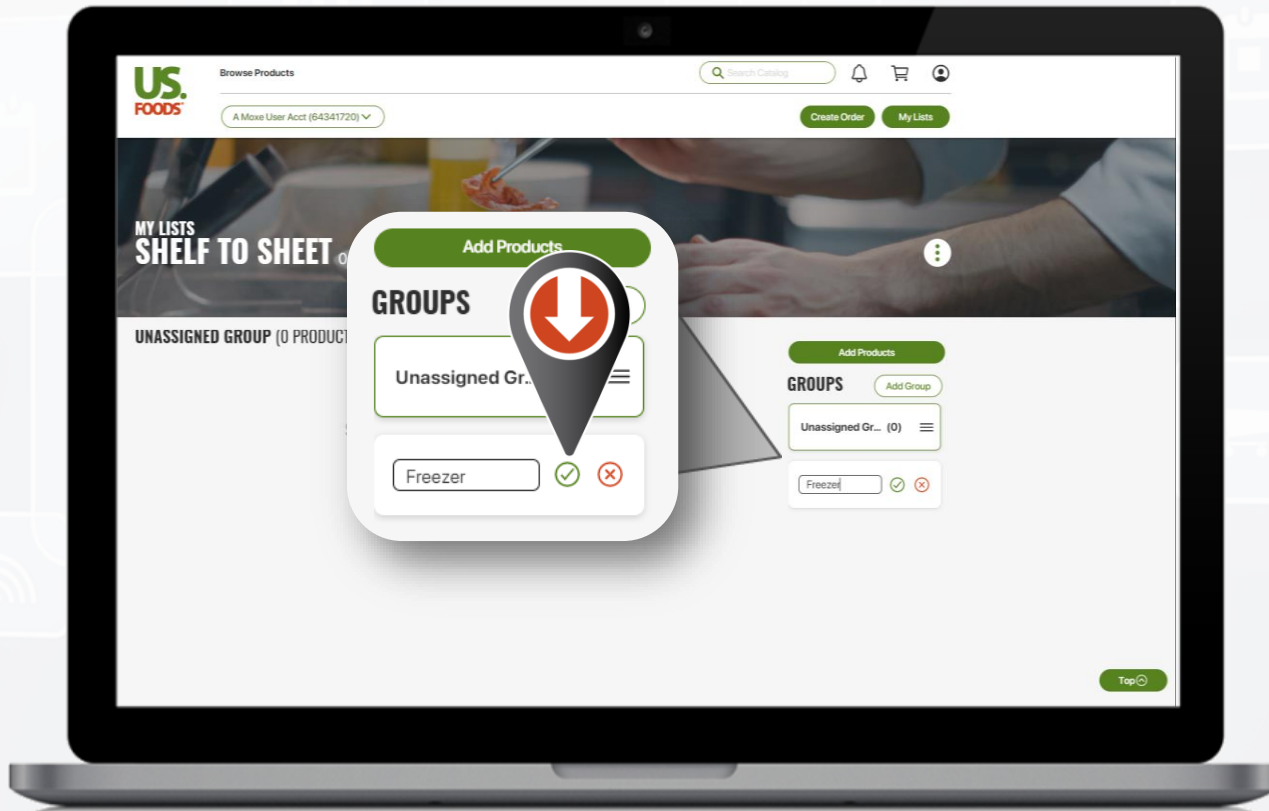 US.
FOODS
Browse Products
Search Catalog
A Moxe User Acct (64341720)
Create Order
My Lists
MY LISTS
SHELF TO SHEET
UNASSIGNED GROUP (0 PRODUCT
Add Products
GROUPS
Unassigned Gr..
Freezer
Add Products
GROUPS
Add Group
Unassigned Gr... (0)
Freezer
Top